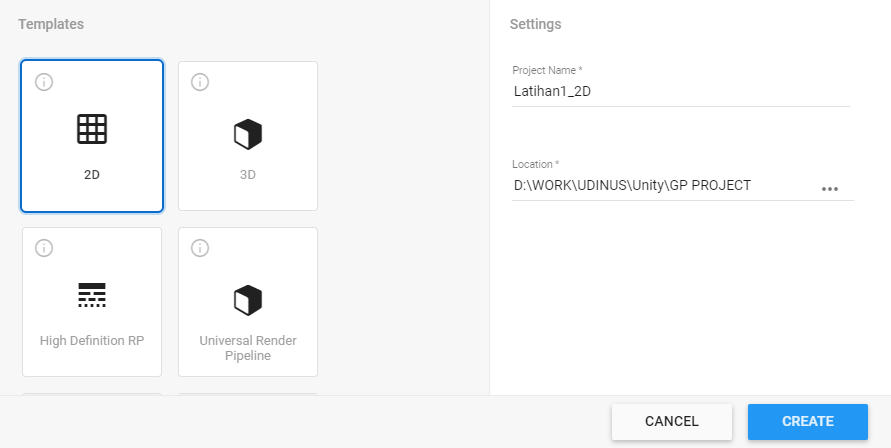 Templates
2D
3D
High Definition RP
Universal Render
Pipeline
Settings
Project Name *
Latihan1_2D
Location *
D:\WORK\UDINUS\Unity\GP PROJECT
CANCEL
CREATE